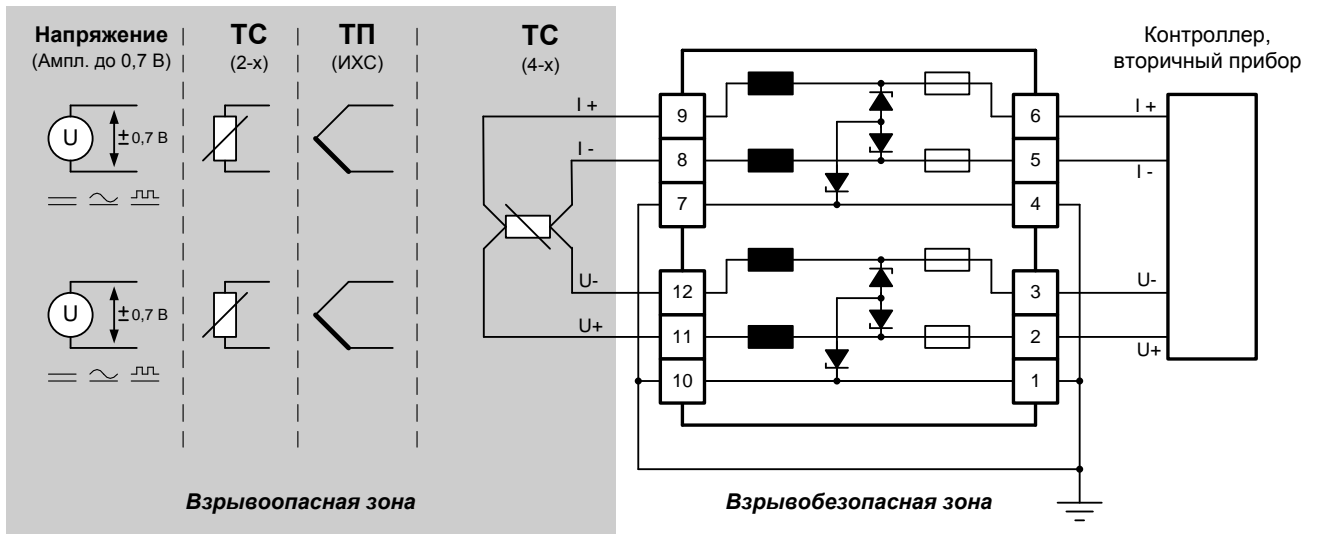 Напряжение
(Ампл. до 0,7 В)
ТС
(2-х)
ТП
(ИХС)
ТС
(4-х)
Контроллер,
вторичный прибор
U
± 0,7 В
U
± 0,7 В
I +
I -
U-
U+
9
8
7
12
11
10
6
5
4
3
2
1
I +
I -
U-
U+
Взрывоопасная зона
Взрывобезопасная зона